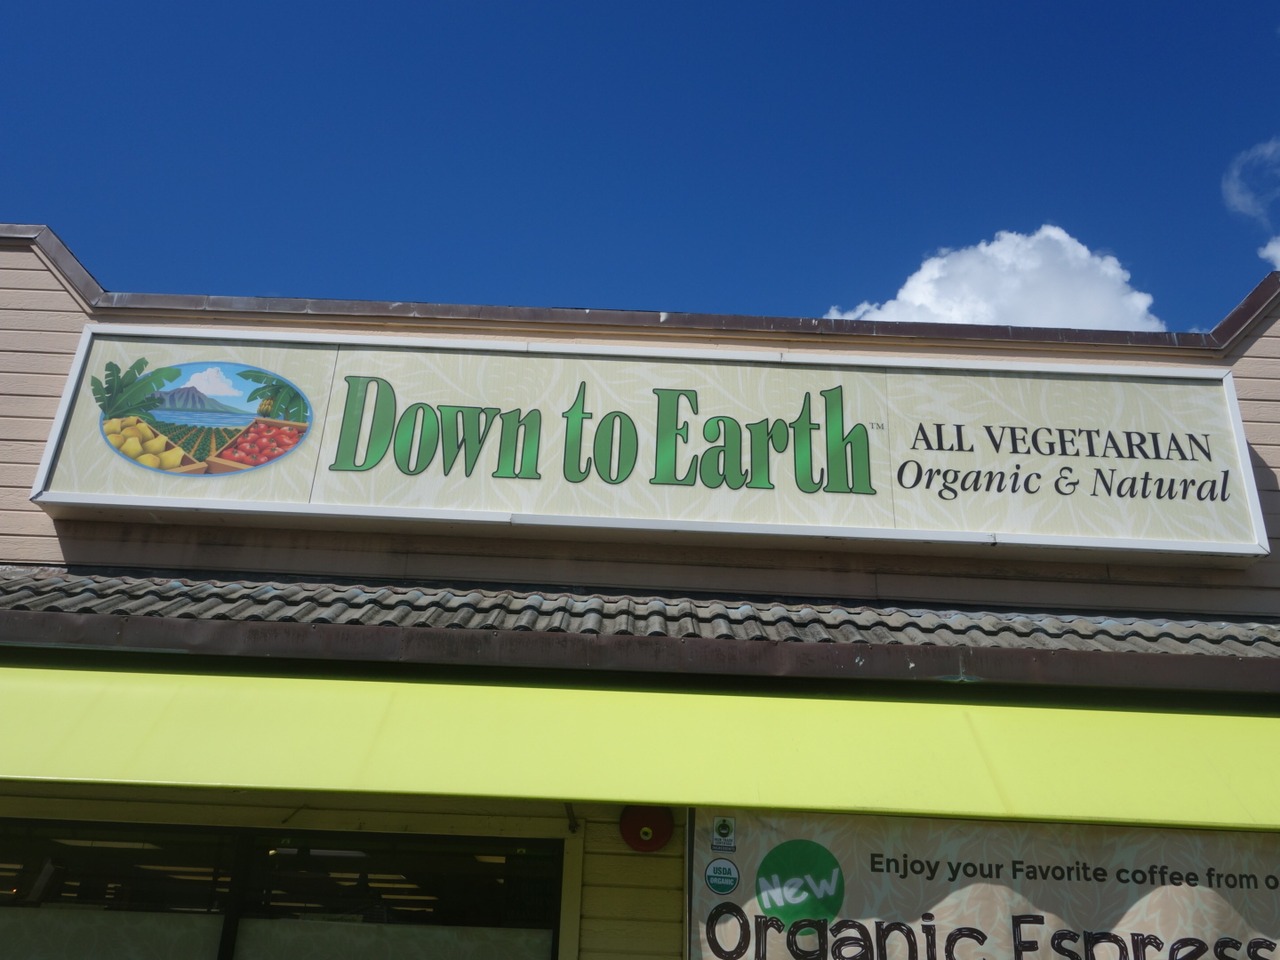 Down to Earth™
ALL VEGETARIAN
Organic & Natural
USDA
ORGANIC
New
Enjoy your Favorite coffee from
Organic Espress